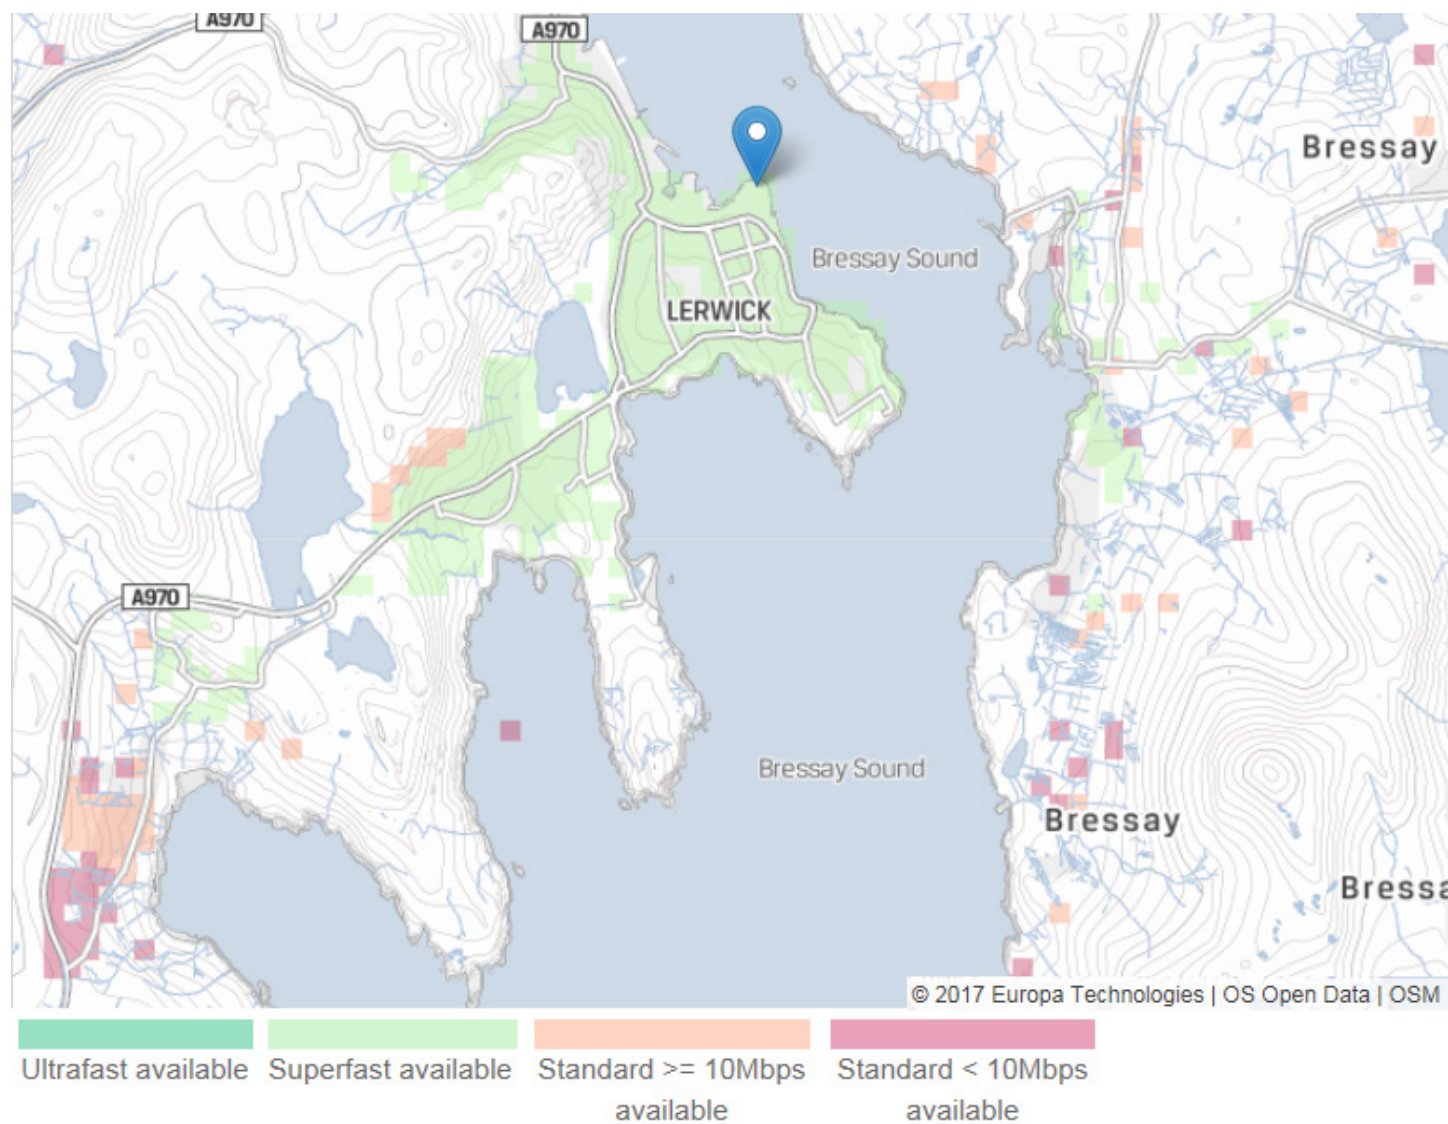 A970
A970
Bressay
Bressay Sound
LERWICK
A970
Bressay Sound
Bressay
Bressa
© 2017 Europa Technologies | OS Open Data | OSM
Ultrafast available
Superfast available
Standard >= 10Mbps
available
Standard < 10Mbps
available